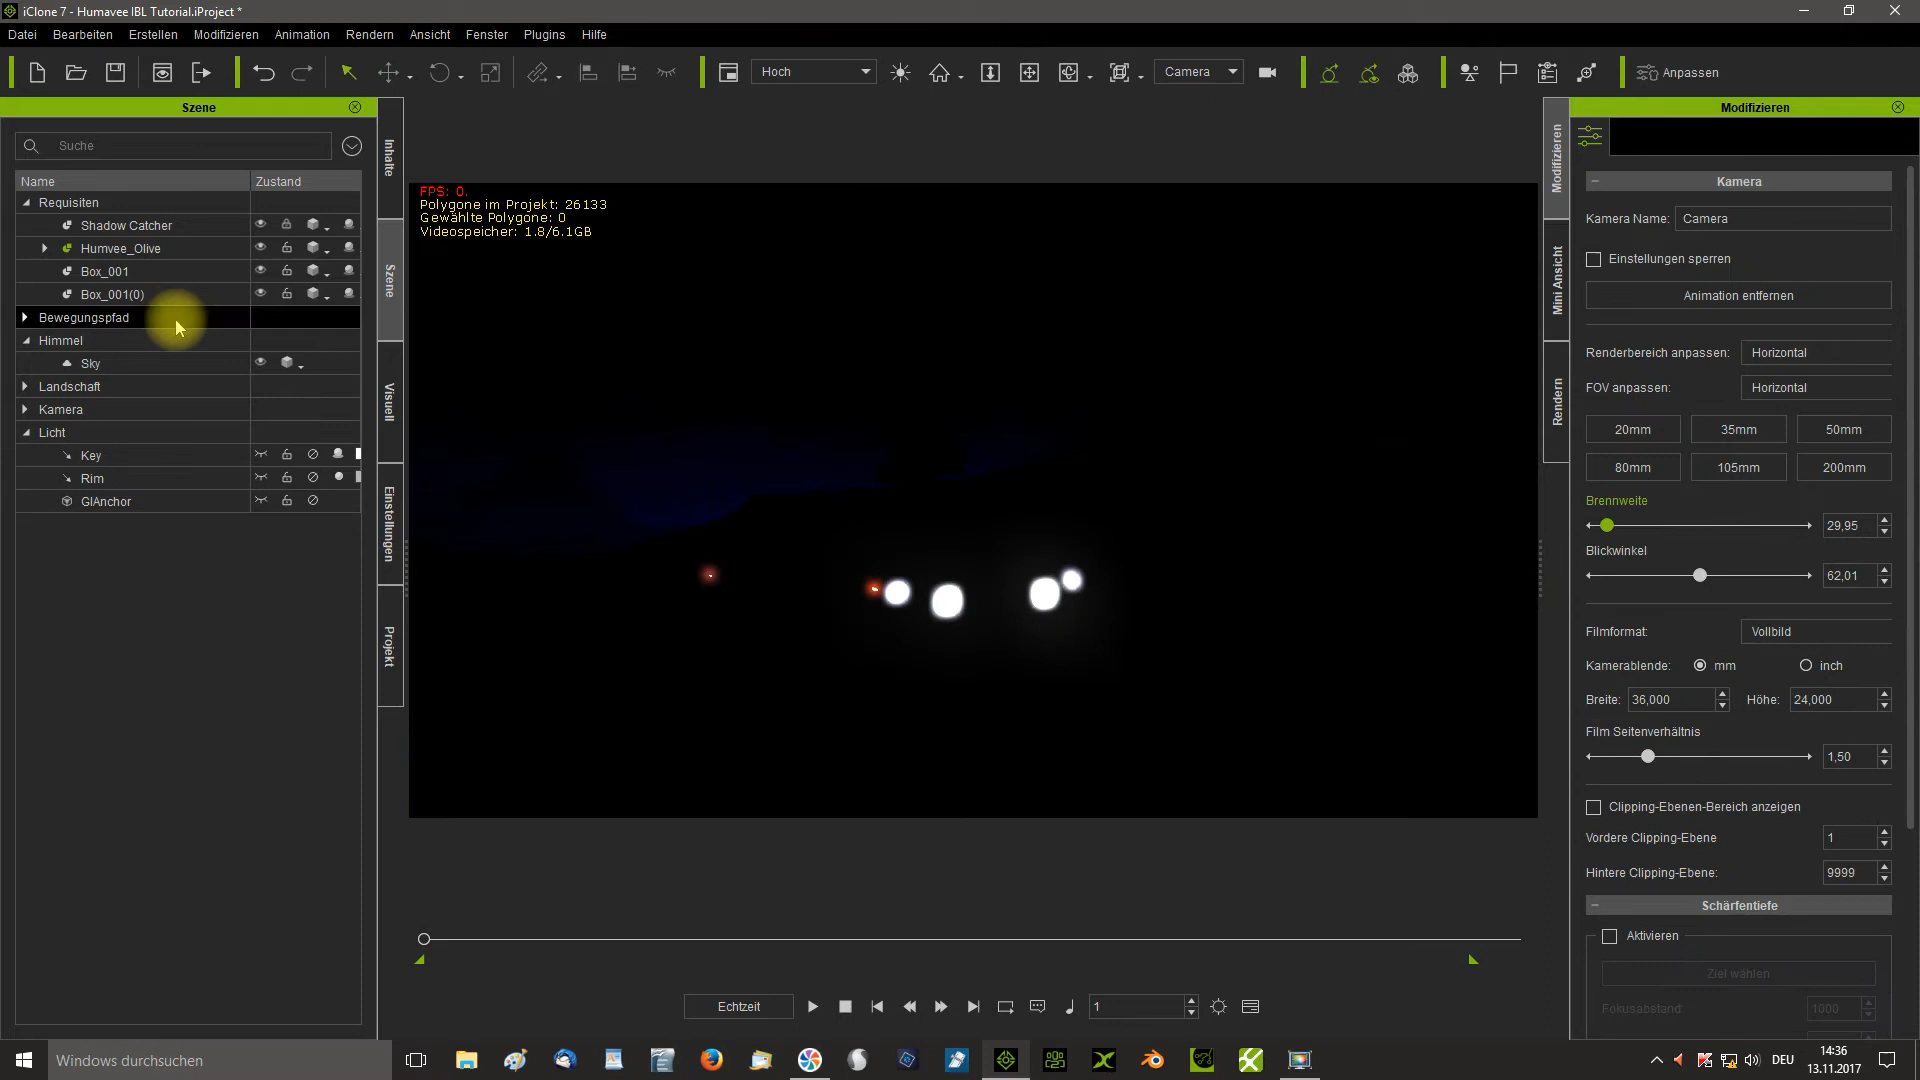 iClone 7 - Humavee IBL Tutorial.iProject *
Datei Bearbeiten Erstellen Modifizieren Animation Rendern Ansicht Fenster Plugins Hilfe
Hoch Camera Anpassen
Szene
Suche
Name Zustand
Requisiten
Shadow Catcher
Humvee_Olive
Box_001
Box_001(0)
Bewegungspfad
Himmel
Sky
Landschaft
Kamera
Licht
Key
Rim
GIAnchor
Inhalte
Szene
Visuell
Einstellungen
Projekt
FPS: 0.
Polygone im Projekt: 26133
Gewählte Polygone: 0
Videospeicher: 1.8/6.1GB
Echtzeit 1
Modifizieren
Mini Ansicht
Rendern
Modifizieren
Kamera
Kamera Name: Camera
Einstellungen sperren
Animation entfernen
Renderbereich anpassen: Horizontal
FOV anpassen: Horizontal
20mm 35mm 50mm
80mm 105mm 200mm
Brennweite
29,95
Blickwinkel
62,01
Filmformat: Vollbild
Kamerablende: mm inch
Breite: 36,000 Höhe: 24,000
Film Seitenverhältnis
1,50
Clipping-Ebenen-Bereich anzeigen
Vordere Clipping-Ebene 1
Hintere Clipping-Ebene: 9999
Schärfentiefe
Aktivieren
Ziel wählen
Fokusabstand: 1000
Windows durchsuchen
DEU
14:36
13.11.2017